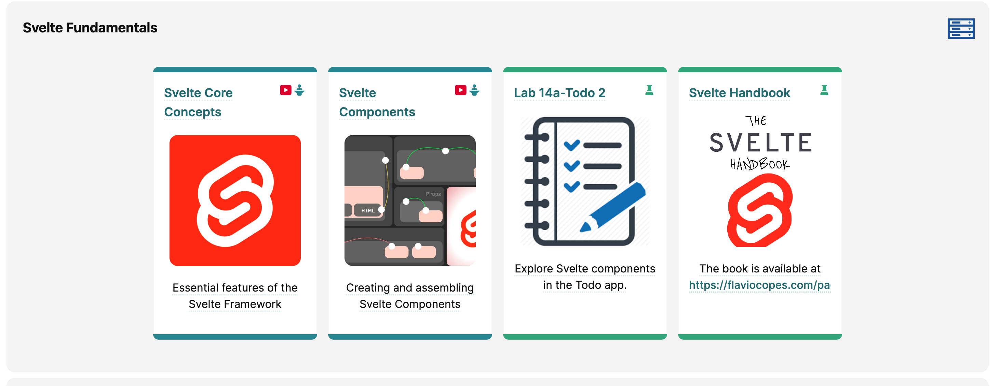 Svelte Fundamentals
Svelte Core
Concepts
HTML
Essential features of the
Svelte Framework
Svelte
Components
Props
Creating and assembling
Svelte Components
Lab 14a-Todo 2
Explore Svelte components
in the Todo app.
Svelte Handbook
THE
SVELTE
HANDBOOK
The book is available at
https://flaviocopes.com/pa